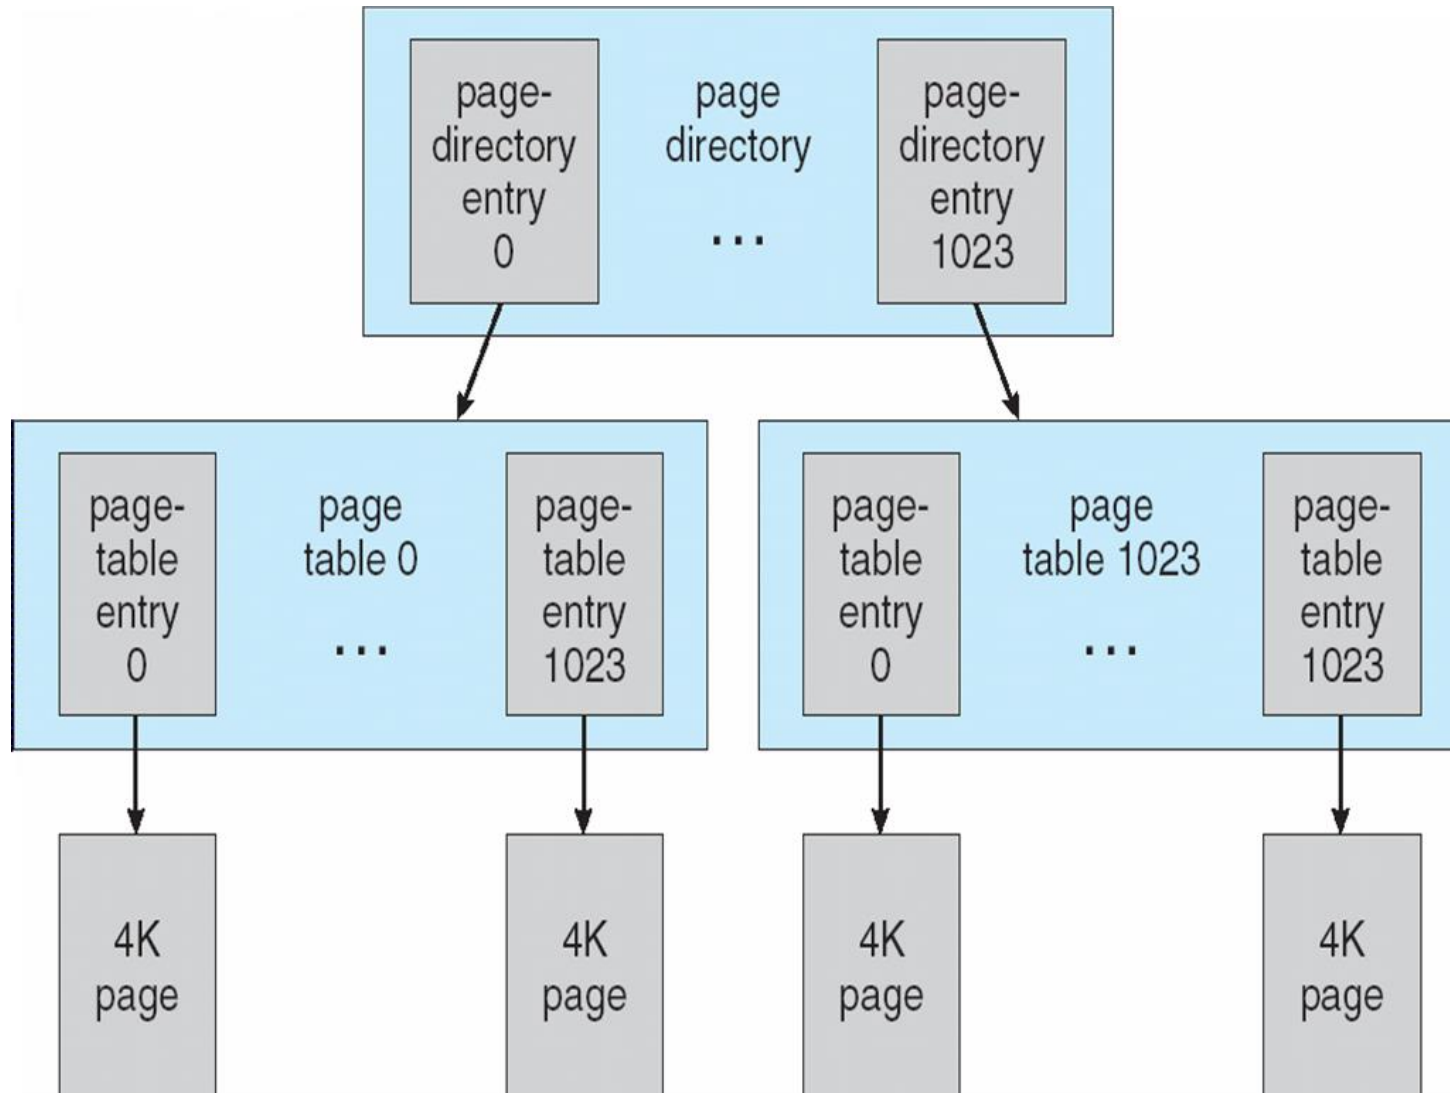 page-
directory
entry
0
page
directory
...
page-
directory
entry
1023
page-
table
entry
0
page
table 0
...
page-
table
entry
1023
page-
table
entry
0
page
table 1023
...
page-
table
entry
1023
4K
page
4K
page
4K
page
4K
page